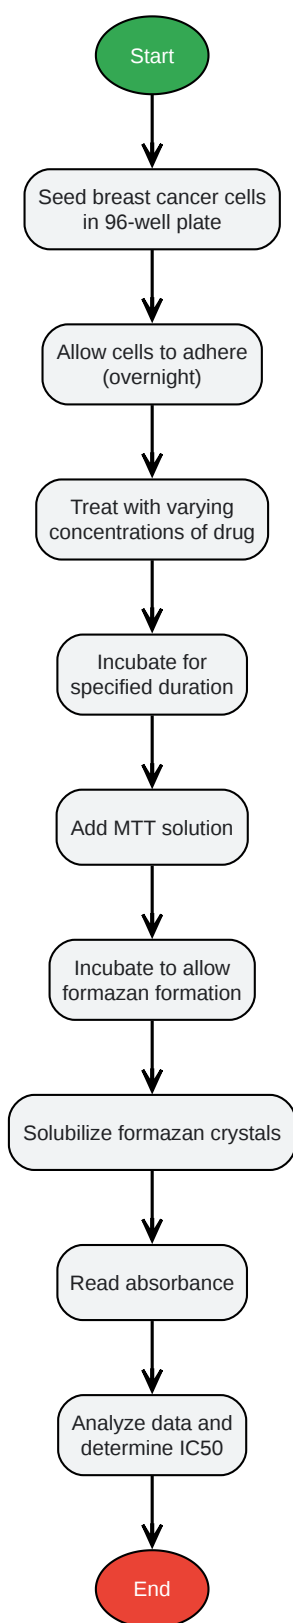 Start
Seed breast cancer cells
in 96-well plate
Allow cells to adhere
(overnight)
Treat with varying
concentrations of drug
Incubate for
specified duration
Add MTT solution
Incubate to allow
formazan formation
Solubilize formazan crystals
Read absorbance
Analyze data and
determine IC50
End